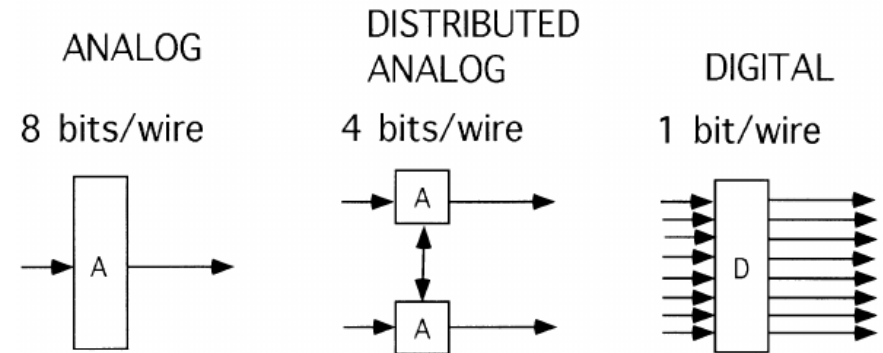 ANALOG
8 bits/wire
A
DISTRIBUTED
ANALOG
4 bits/wire
A
A
DIGITAL
1 bit/wire
D